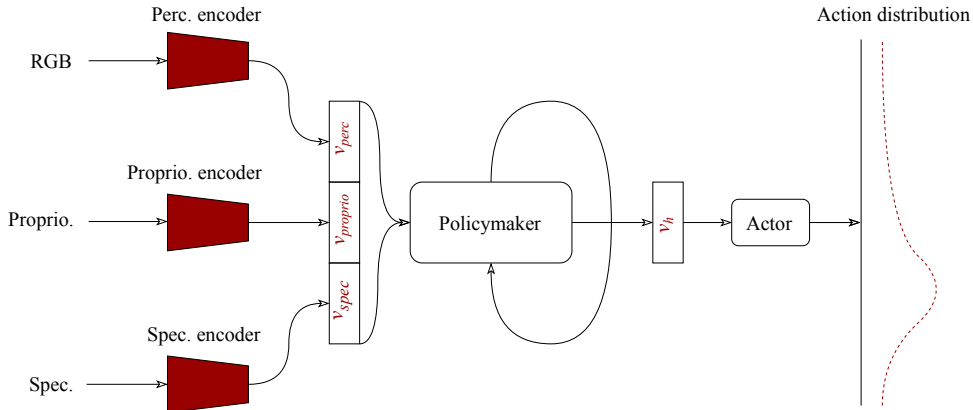 Perc. encoder
Action distribution
RGB
v_perc
Proprio. encoder
Proprio.
v_proprio
Policymaker
v_h
Actor
v_spec
Spec. encoder
Spec.